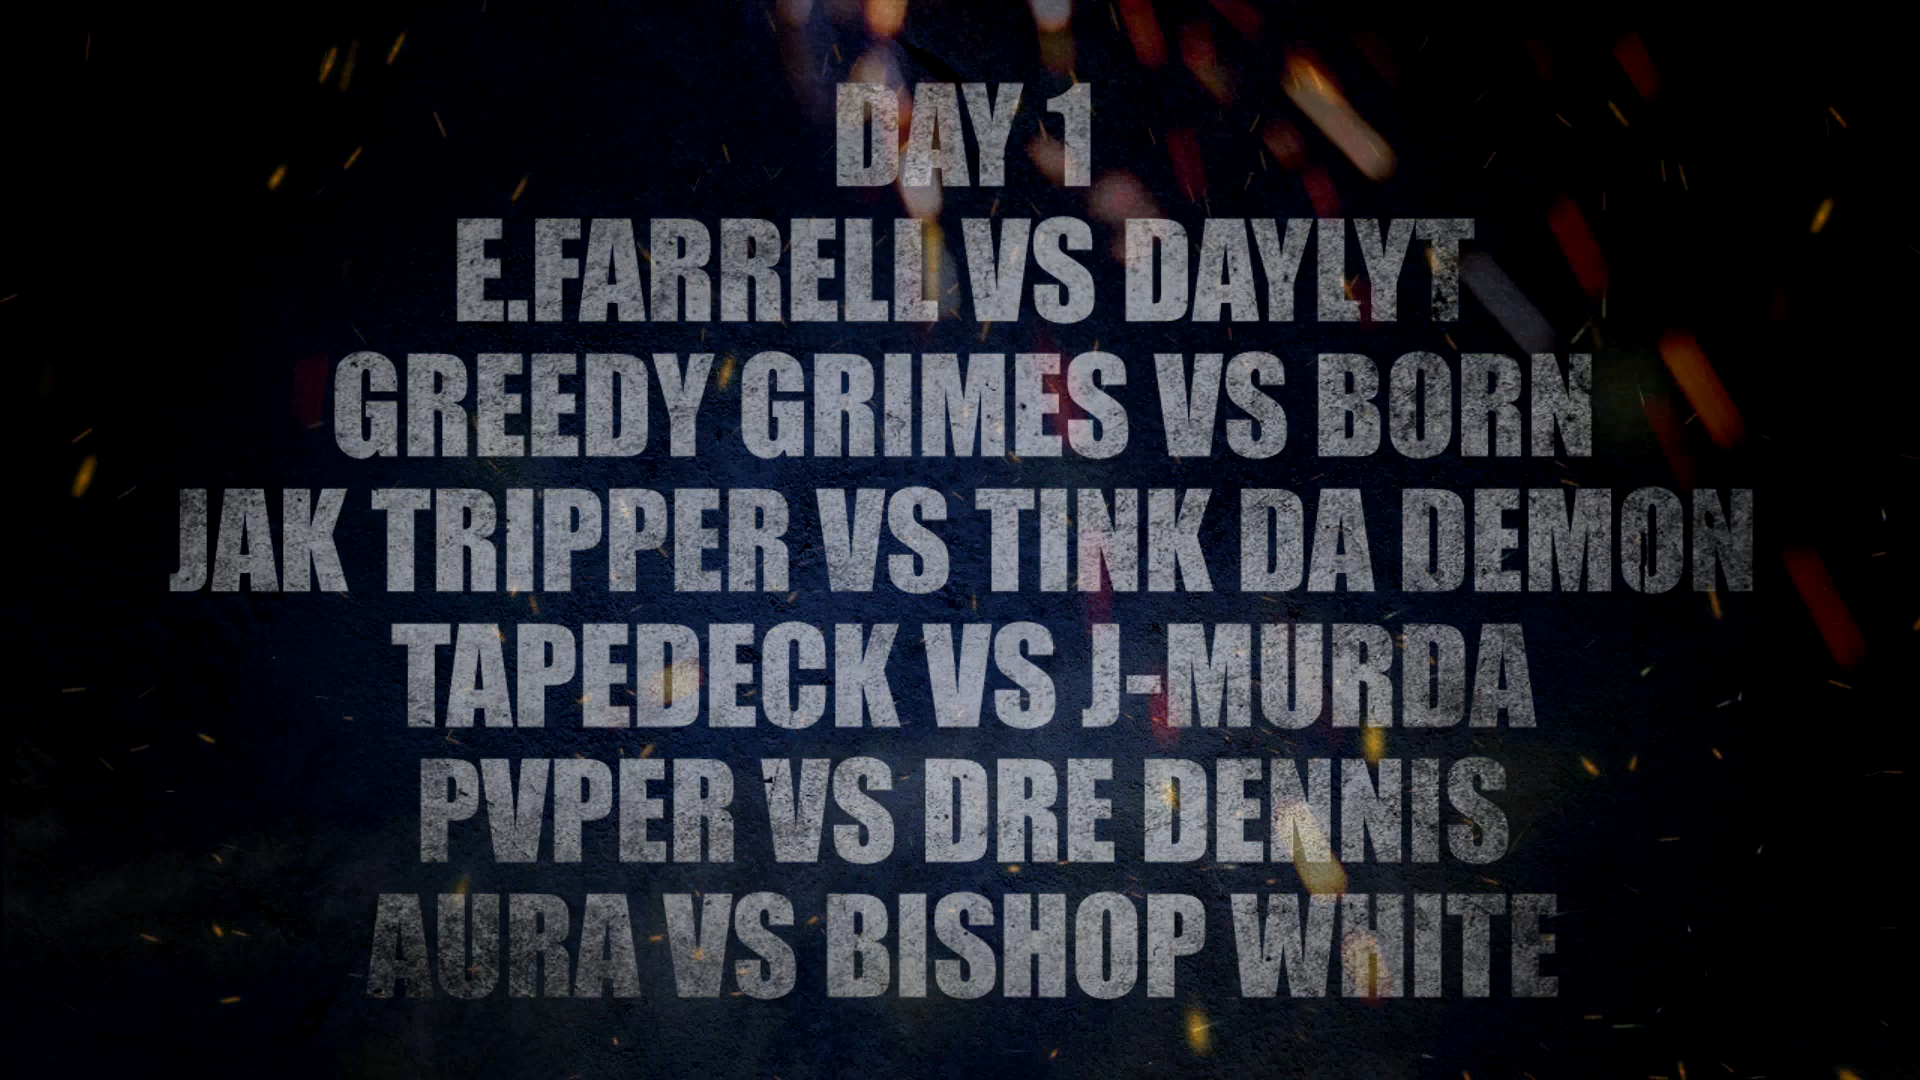 DAY 1
E.FARRELL VS DAYLYT
GREEDY GRIMES VS BORN
JAK TRIPPER VS TINK DA DEMON
TAPEDECK VS J-MURDA
PVPER VS DRE DENNIS
AURA VS BISHOP WHITE